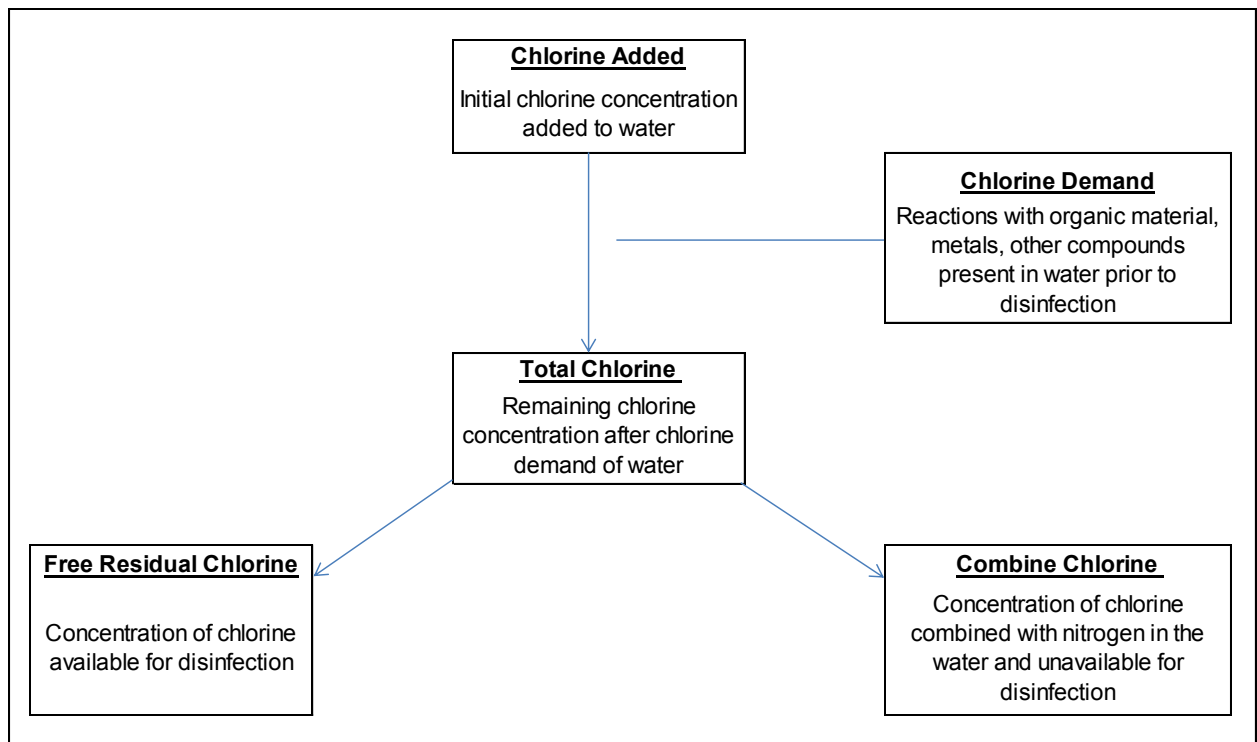 Chlorine Added
Initial chlorine concentration
added to water
Chlorine Demand
Reactions with organic material,
metals, other compounds
present in water prior to
disinfection
Total Chlorine
Remaining chlorine
concentration after chlorine
demand of water
Free Residual Chlorine
Concentration of chlorine
available for disinfection
Combine Chlorine
Concentration of chlorine
combined with nitrogen in the
water and unavailable for
disinfection